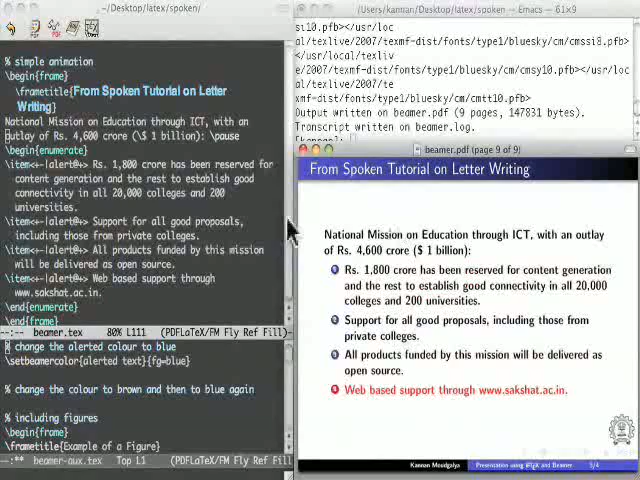 ~/Desktop/latex/spoken/
% simple animation
\begin{frame}
\frametitle{From Spoken Tutorial on Letter
Writing}
National Mission on Education through ICT, with an
outlay of Rs. 4,600 crore (\$ 1 billion): \pause
\begin{enumerate}
\item<+-|alert@+> Rs. 1,800 crore has been reserved for
content generation and the rest to establish good
connectivity in all 20,000 colleges and 200
universities.
\item<+-|alert@+> Support for all good proposals,
including those from private colleges.
\item<+-|alert@+> All products funded by this mission
will be delivered as open source.
\item<+-|alert@+> Web based support through
www.sakshat.ac.in.
\end{enumerate}
\end{frame}
--:-- beamer.tex 80% L111 (PDFLaTeX/FM Fly Ref Fill)--
% change the alerted colour to blue
\setbeamercolor{alerted text}{fg=blue}
% change the colour to brown and then to blue again
% including figures
\begin{frame}
\frametitle{Example of a Figure}
--:** beamer-aux.tex Top L1 (PDFLaTeX/FM Fly Ref Fill)
/Users/kannan/Desktop/latex/spoken — Emacs — 61×9
ssi10.pfb></usr/loc
al/texlive/2007/texmf-dist/fonts/type1/bluesky/cm/cmssi8.pfb>
</usr/local/texliv
e/2007/texmf-dist/fonts/type1/bluesky/cm/cmsy10.pfb></usr/loc
al/texlive/2007/te
xmf-dist/fonts/type1/bluesky/cm/cmtt10.pfb>
Output written on beamer.pdf (9 pages, 147831 bytes).
Transcript written on beamer.log.
beamer.pdf (page 9 of 9)
From Spoken Tutorial on Letter Writing
National Mission on Education through ICT, with an outlay
of Rs. 4,600 crore ($ 1 billion):
1 Rs. 1,800 crore has been reserved for content generation
and the rest to establish good connectivity in all 20,000
colleges and 200 universities.
2 Support for all good proposals, including those from
private colleges.
3 All products funded by this mission will be delivered as
open source.
4 Web based support through www.sakshat.ac.in.
Kannan Moudgalya Presentation using LaTeX and Beamer 3/4